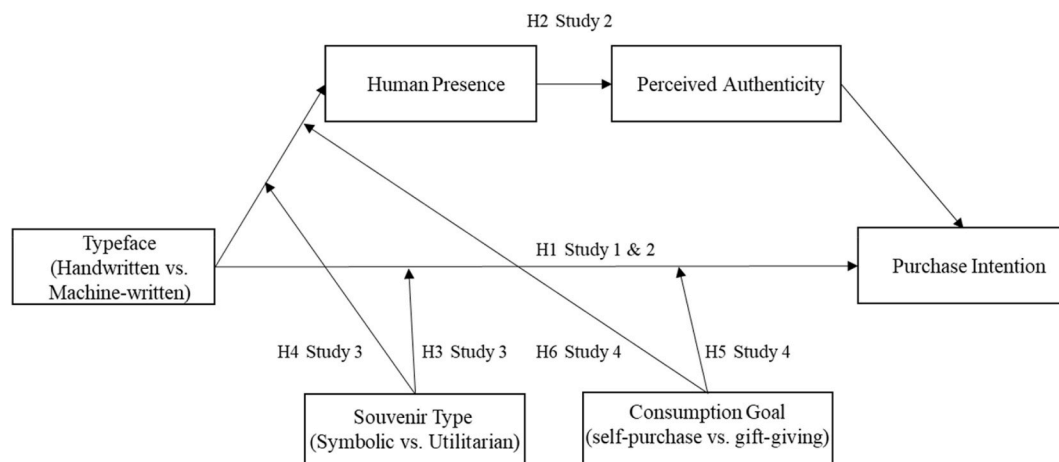 H2 Study 2
Human Presence
Perceived Authenticity
Typeface
(Handwritten vs.
Machine-written)
H1 Study 1 & 2
Purchase Intention
H4 Study 3
H3 Study 3
H6 Study 4
H5 Study 4
Souvenir Type
(Symbolic vs. Utilitarian)
Consumption Goal
(self-purchase vs. gift-giving)